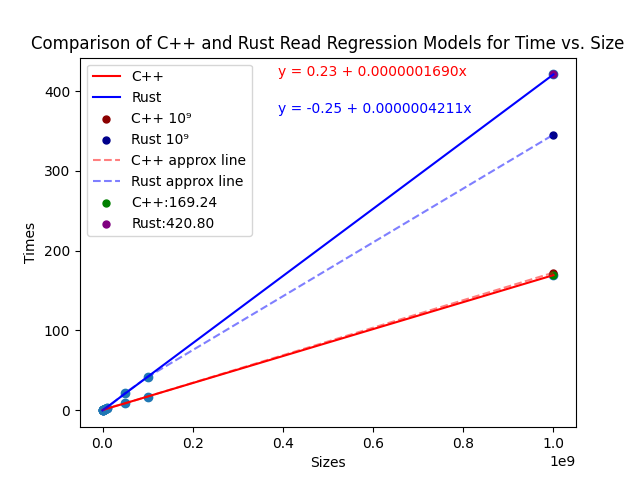 Comparison of C++ and Rust Read Regression Models for Time vs. Size
y = 0.23 + 0.0000001690x
y = -0.25 + 0.0000004211x
C++
Rust
C++ 10⁹
Rust 10⁹
C++ approx line
Rust approx line
C++:169.24
Rust:420.80
Times
400
300
200
100
0
0.0 0.2 0.4 0.6 0.8 1.0
1e9
Sizes